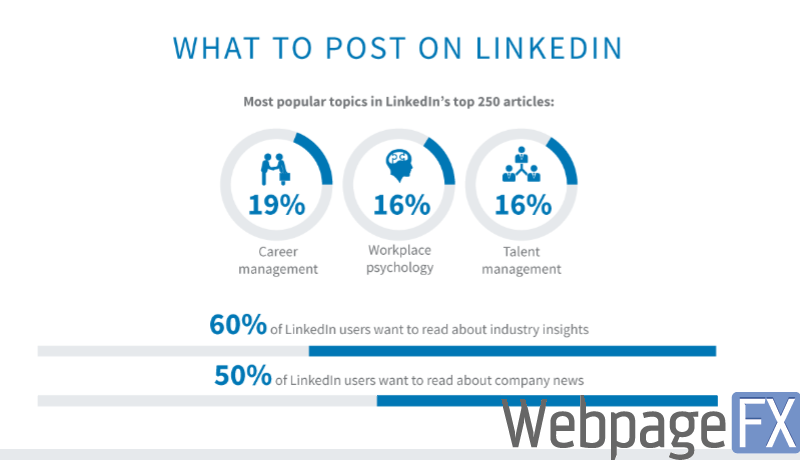 WHAT TO POST ON LINKEDIN
Most popular topics in LinkedIn's top 250 articles:
19%
16%
16%
Career
management
Workplace
psychology
Talent
management
60% of LinkedIn users want to read about industry insights
50% of LinkedIn users want to read about company news
WebpageFX